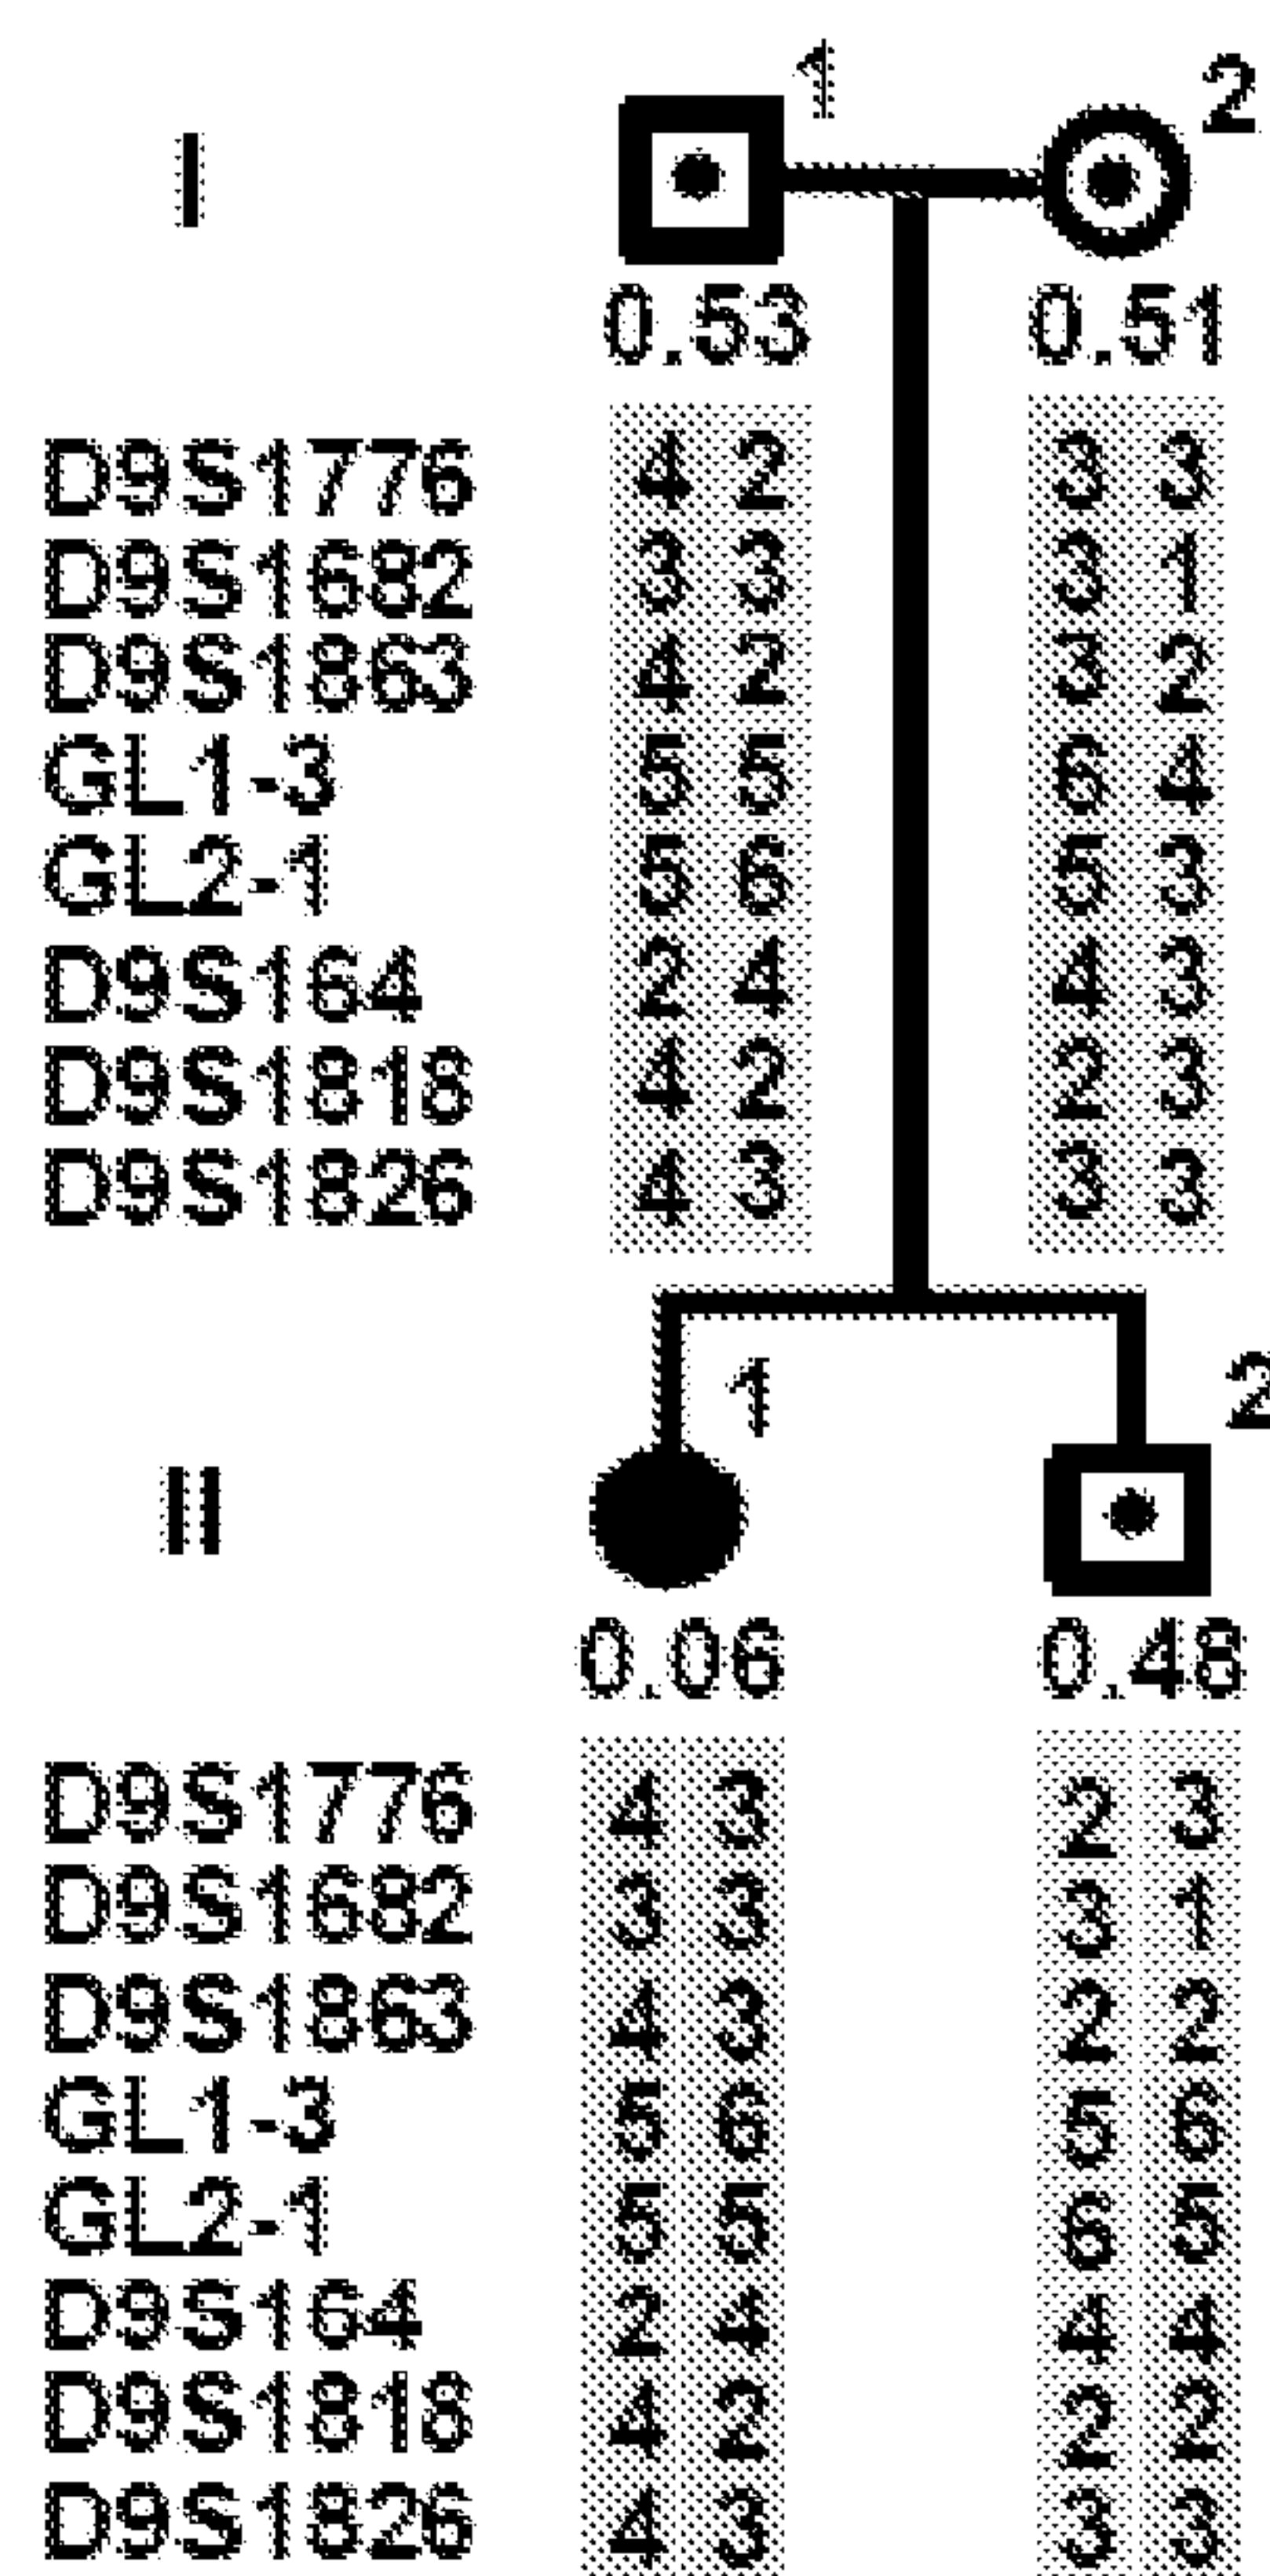 1 2
I
0.53 0.51
D9S1776 4 2 3 3
D9S1682 3 3 3 1
D9S1863 4 2 3 2
GL1-3 5 5 6 4
GL2-1 5 6 5 3
D9S164 2 4 4 3
D9S1818 4 2 2 3
D9S1826 4 3 3 3
1 2
II
0.06 0.48
D9S1776 4 3 2 3
D9S1682 3 3 3 1
D9S1863 4 3 2 2
GL1-3 5 6 5 6
GL2-1 5 5 6 5
D9S164 2 4 4 4
D9S1818 4 2 2 2
D9S1826 4 3 3 3